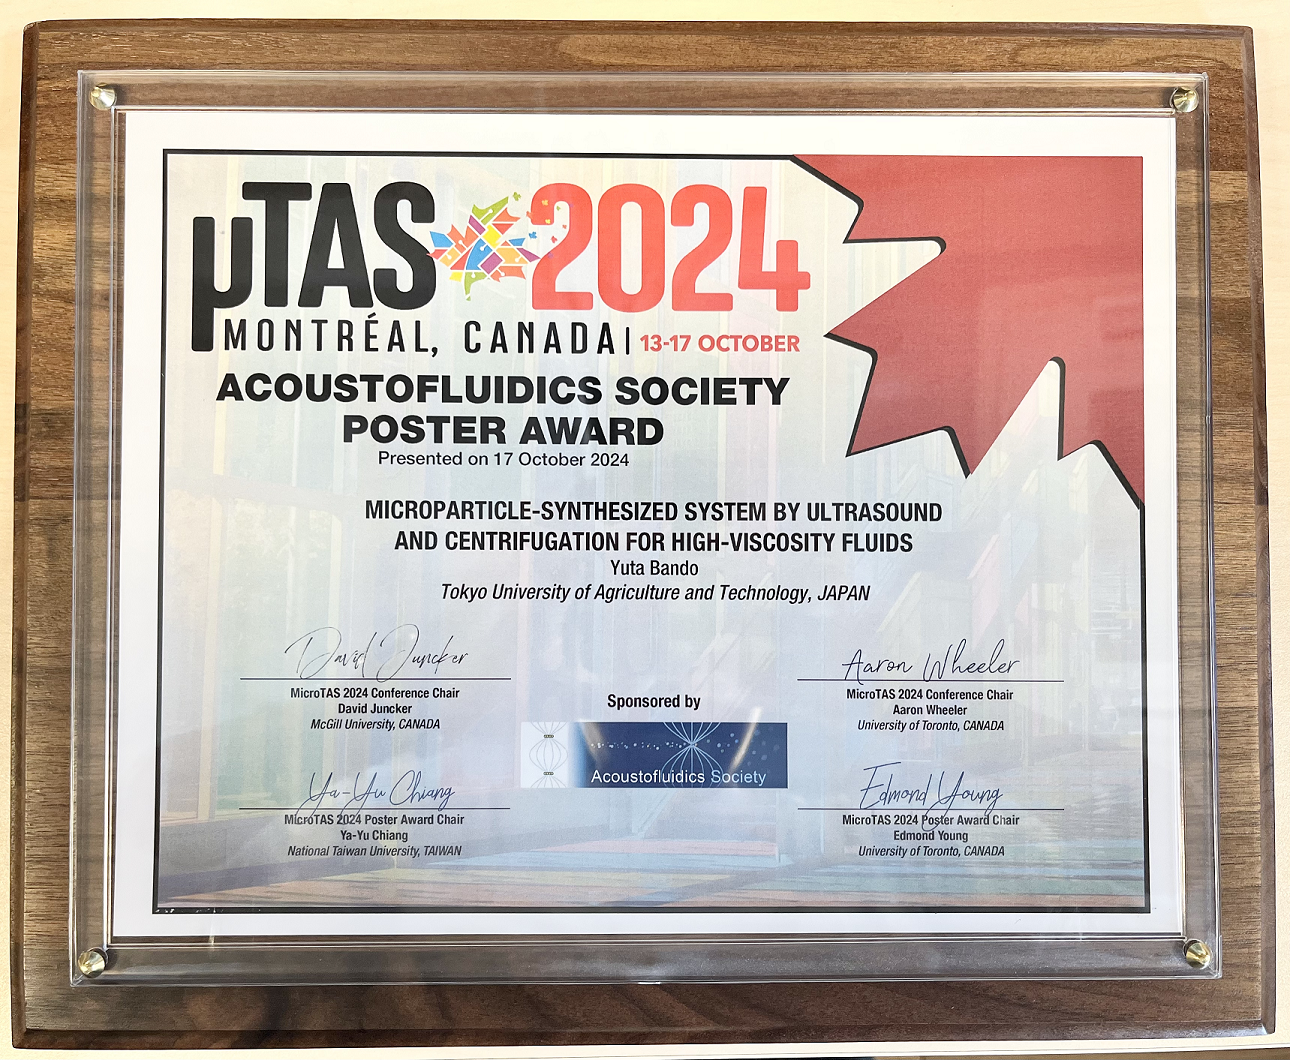 μTAS 2024
MONTRÉAL, CANADA | 13-17 OCTOBER
ACOUSTOFLUIDICS SOCIETY
POSTER AWARD
Presented on 17 October 2024
MICROPARTICLE-SYNTHESIZED SYSTEM BY ULTRASOUND
AND CENTRIFUGATION FOR HIGH-VISCOSITY FLUIDS
Yuta Bando
Tokyo University of Agriculture and Technology, JAPAN
David Juncker
MicroTAS 2024 Conference Chair
David Juncker
McGill University, CANADA
Aaron Wheeler
MicroTAS 2024 Conference Chair
Aaron Wheeler
University of Toronto, CANADA
Sponsored by
Acoustofluidics Society
Ya-Yu Chiang
MicroTAS 2024 Poster Award Chair
Ya-Yu Chiang
National Taiwan University, TAIWAN
Edmond Young
MicroTAS 2024 Poster Award Chair
Edmond Young
University of Toronto, CANADA